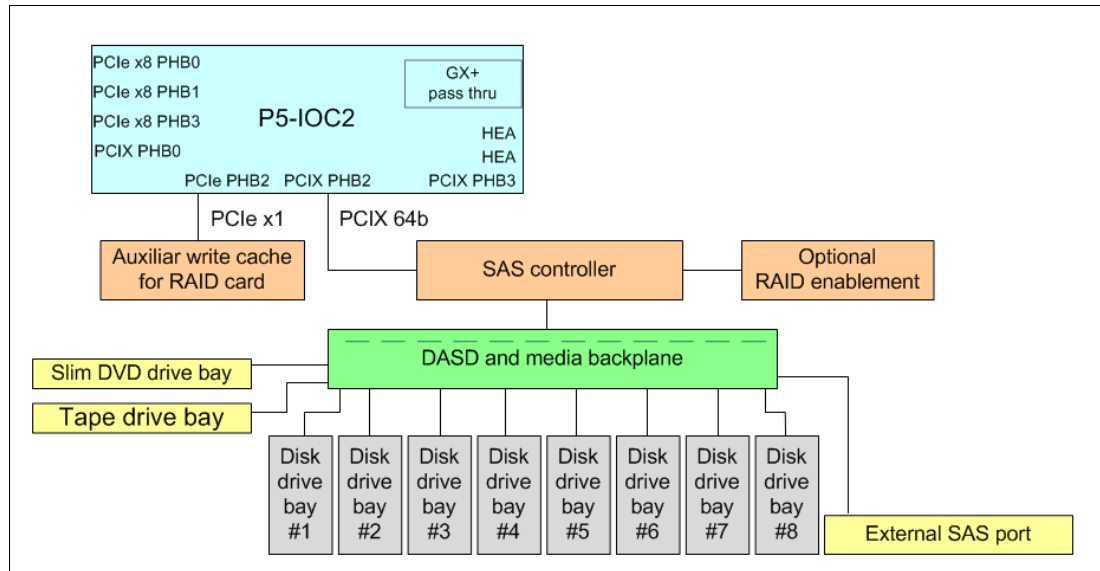 PCIe x8 PHB0
PCIe x8 PHB1
PCIe x8 PHB3
PCIX PHB0
P5-IOC2
GX+
pass thru
HEA
HEA
PCIe PHB2
PCIX PHB2
PCIX PHB3
PCIe x1
PCIX 64b
Auxiliar write cache
for RAID card
SAS controller
Optional
RAID enablement
DASD and media backplane
Slim DVD drive bay
Tape drive bay
Disk
drive
bay
#1
Disk
drive
bay
#2
Disk
drive
bay
#3
Disk
drive
bay
#4
Disk
drive
bay
#5
Disk
drive
bay
#6
Disk
drive
bay
#7
Disk
drive
bay
#8
External SAS port